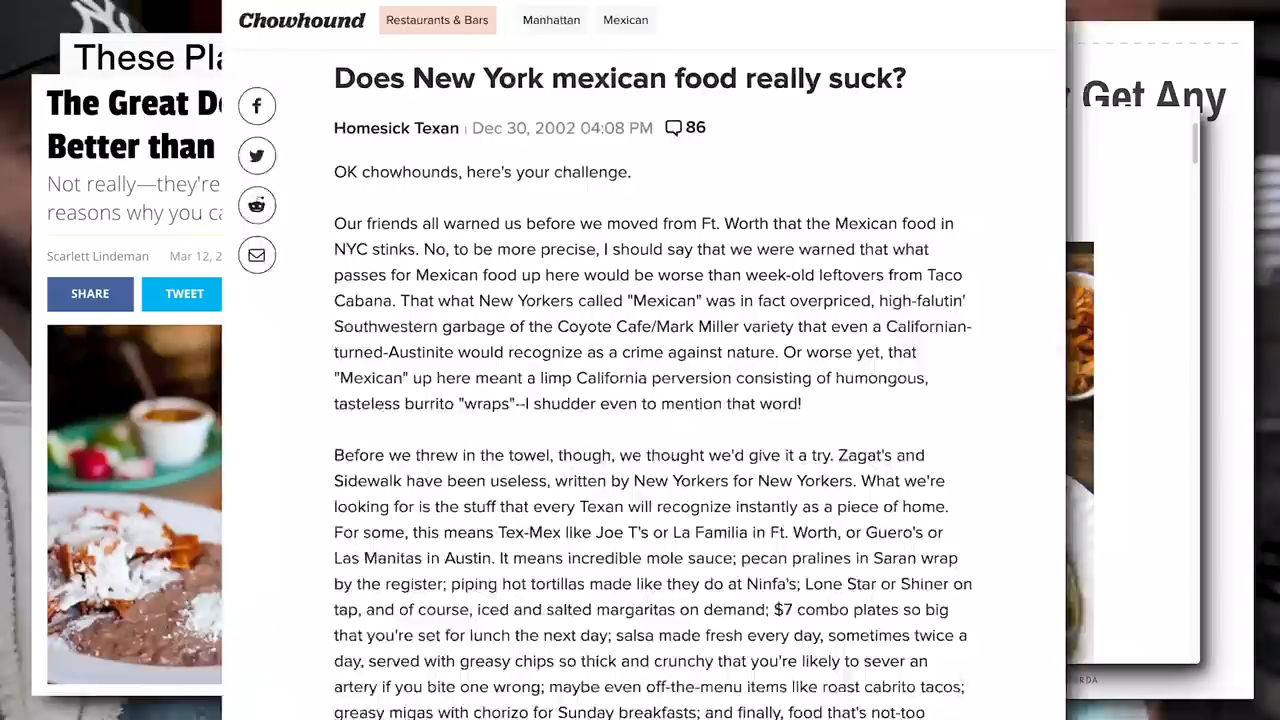 Chowhound
Restaurants & Bars
Manhattan
Mexican
Does New York mexican food really suck?
Homesick Texan
Dec 30, 2002 04:08 PM
86
OK chowhounds, here's your challenge.
Our friends all warned us before we moved from Ft. Worth that the Mexican food in
NYC stinks. No, to be more precise, I should say that we were warned that what
passes for Mexican food up here would be worse than week-old leftovers from Taco
Cabana. That what New Yorkers called "Mexican" was in fact overpriced, high-falutin'
Southwestern garbage of the Coyote Cafe/Mark Miller variety that even a Californian-
turned-Austinite would recognize as a crime against nature. Or worse yet, that
"Mexican" up here meant a limp California perversion consisting of humongous,
tasteless burrito "wraps"--I shudder even to mention that word!
Before we threw in the towel, though, we thought we'd give it a try. Zagat's and
Sidewalk have been useless, written by New Yorkers for New Yorkers. What we're
looking for is the stuff that every Texan will recognize instantly as a piece of home.
For some, this means Tex-Mex like Joe T's or La Familia in Ft. Worth, or Guero's or
Las Manitas in Austin. It means incredible mole sauce; pecan pralines in Saran wrap
by the register; piping hot tortillas made like they do at Ninfa's; Lone Star or Shiner on
tap, and of course, iced and salted margaritas on demand; $7 combo plates so big
that you're set for lunch the next day; salsa made fresh every day, sometimes twice a
day, served with greasy chips so thick and crunchy that you're likely to sever an
artery if you bite one wrong; maybe even off-the-menu items like roast cabrito tacos;
greasy migas with chorizo for Sunday breakfasts; and finally, food that's not-too
These
The Great
Better than
Not really—they're
reasons why you
Scarlett Lindeman
Mar 12,
SHARE
TWEET
Get Any